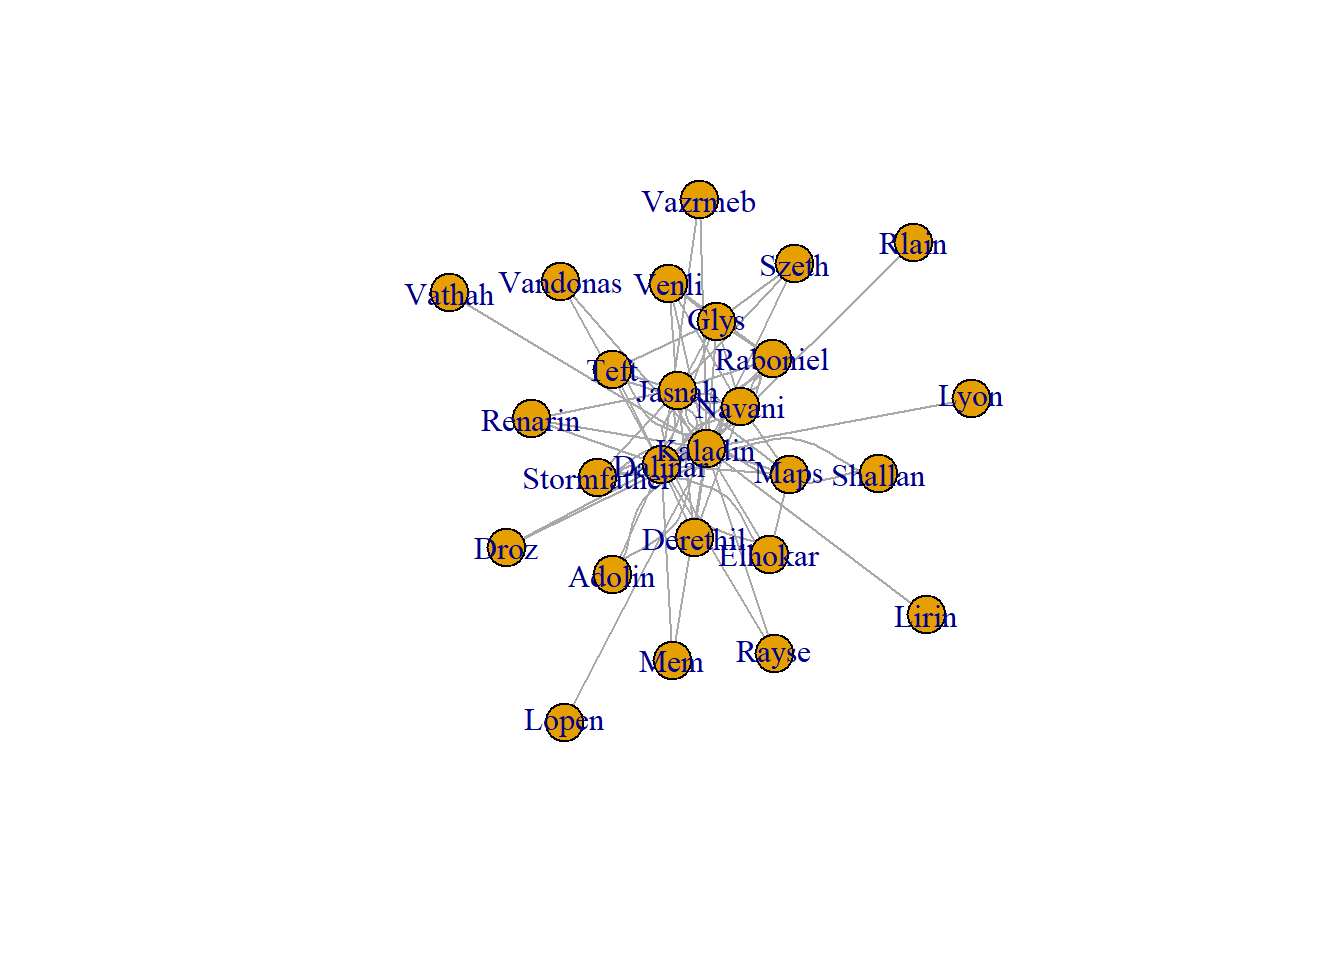 Vazrmeb
Rlain
Szeth
Vandonas
Venli
Vathah
Glys
Raboniel
Teft
Jasnah
Lyon
Navani
Renarin
Kaladin
Dalinar
Maps
Shallan
Stormfather
Derethil
Droz
Elhokar
Adolin
Lirin
Rayse
Mem
Lopen